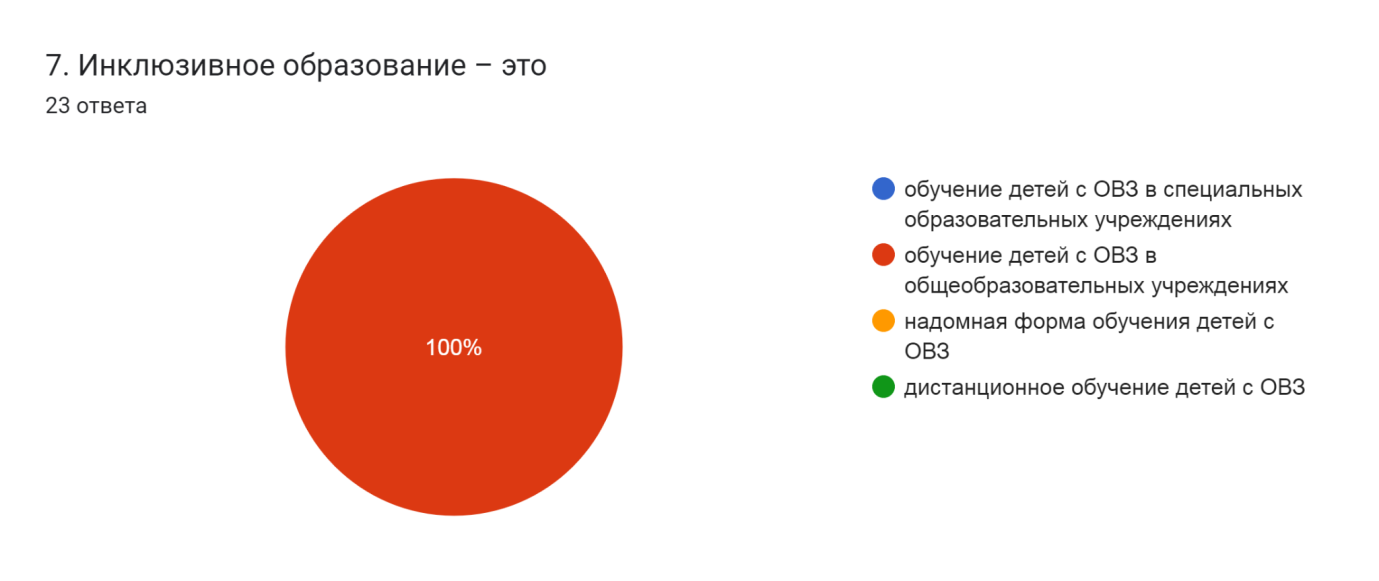 7. Инклюзивное образование – это
23 ответа
100%
обучение детей с ОВЗ в специальных
образовательных учреждениях
обучение детей с ОВЗ в
общеобразовательных учреждениях
надомная форма обучения детей с
ОВЗ
дистанционное обучение детей с ОВЗ